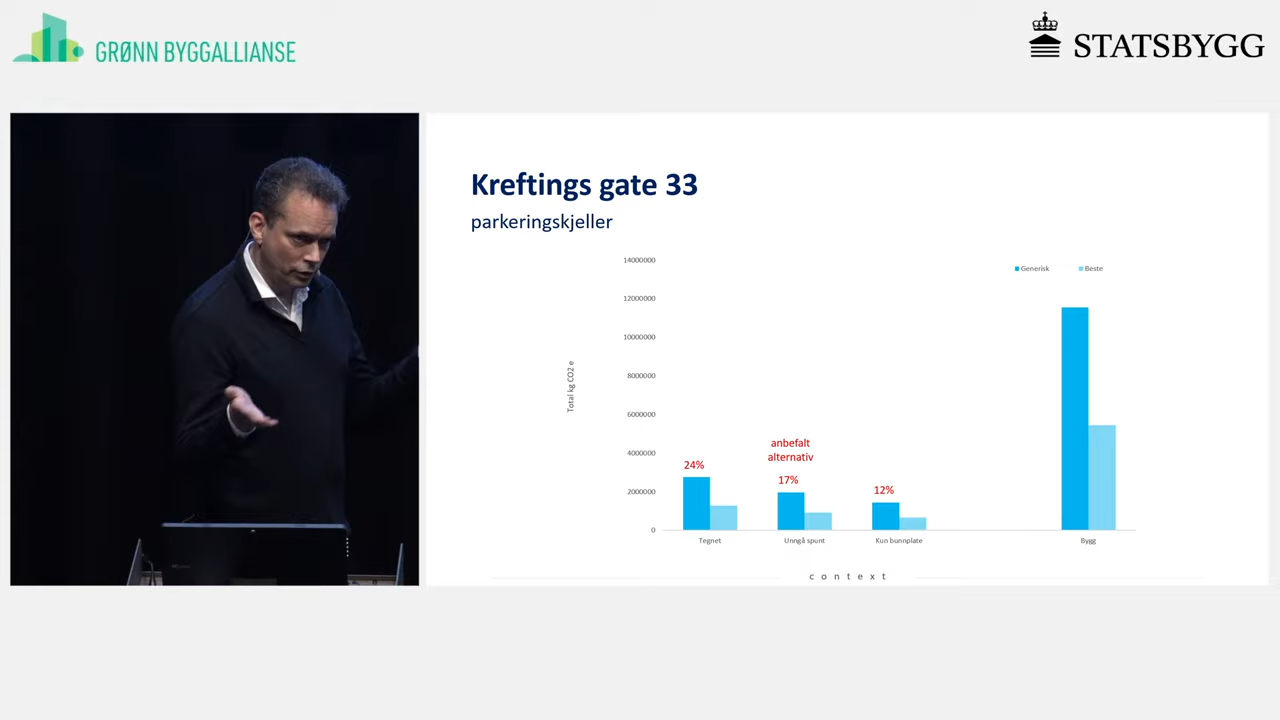 GRØNN BYGGALLIANSE
STATSBYGG
Kreftings gate 33
parkeringskjeller
14000000
12000000
10000000
8000000
6000000
4000000
2000000
0
Total kg CO2 e
Generisk
Beste
24%
anbefalt
alternativ
17%
12%
Tegnet
Unngå spunt
Kun bunnplate
Bygg
context